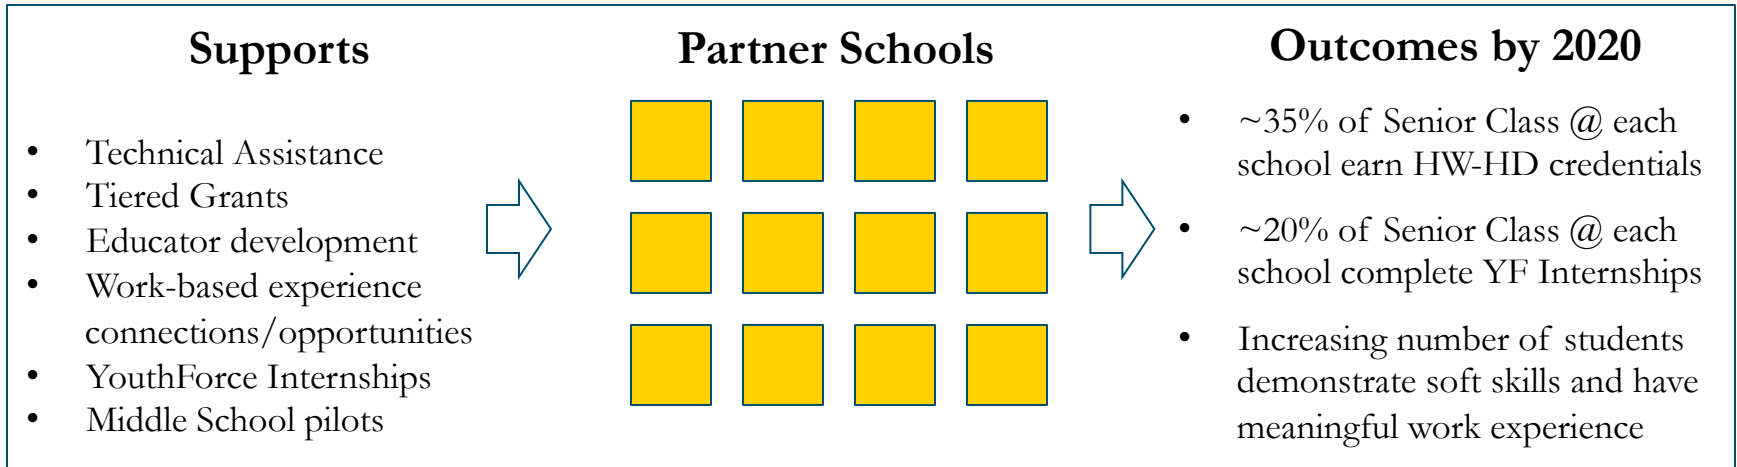 Supports
• Technical Assistance
• Tiered Grants
• Educator development
• Work-based experience
connections/opportunities
• YouthForce Internships
• Middle School pilots
Partner Schools
Outcomes by 2020
• ~35% of Senior Class @ each
school earn HW-HD credentials
• ~20% of Senior Class @ each
school complete YF Internships
• Increasing number of students
demonstrate soft skills and have
meaningful work experience